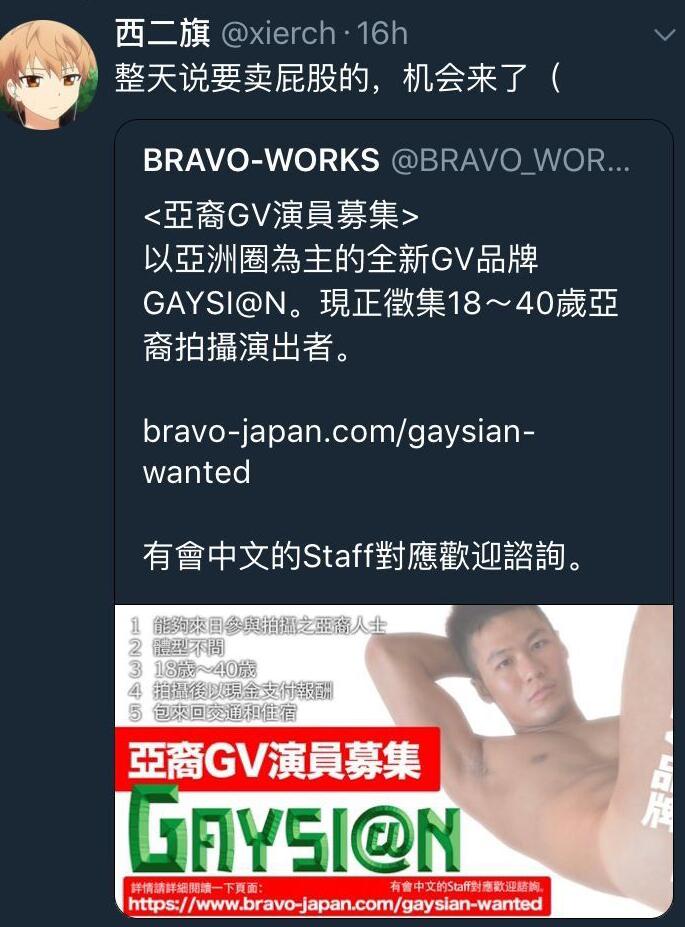 西二旗 @xierch · 16h
整天说要卖屁股的，机会来了（
BRAVO-WORKS @BRAVO_WOR...
<亞裔GV演員募集>
以亞洲圈為主的全新GV品牌
GAYSI@N。現正徵集18～40歲亞
裔拍攝演出者。
bravo-japan.com/gaysian-
wanted
有會中文的Staff對應歡迎諮詢。
1 能夠來日參與拍攝之亞裔人士
2 體型不問
3 18歲～40歲
4 拍攝後以現金支付報酬
5 包來回交通和住宿
品牌
亞裔GV演員募集
GAYSI@N
詳情請詳細閱讀一下頁面： 有會中文的Staff對應歡迎諮詢。
https://www.bravo-japan.com/gaysian-wanted